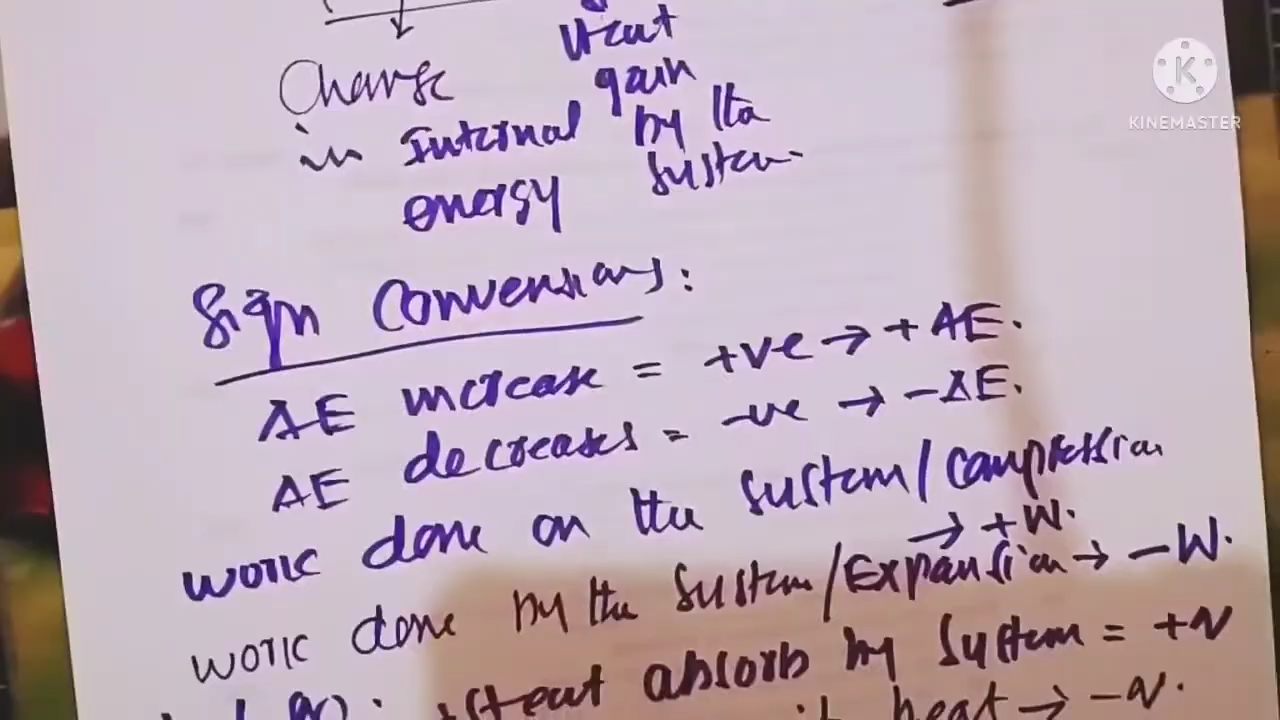 Change
in Internal
energy
Heat
gain
by the
system
Sign Conversions:
ΔE increase = +ve → + ΔE.
ΔE decreases = -ve → -ΔE.
work done on the system/compression
→ +W.
work done by the system/Expansion → -W.
Heat absorb by system = +
heat → -
KINEMASTER